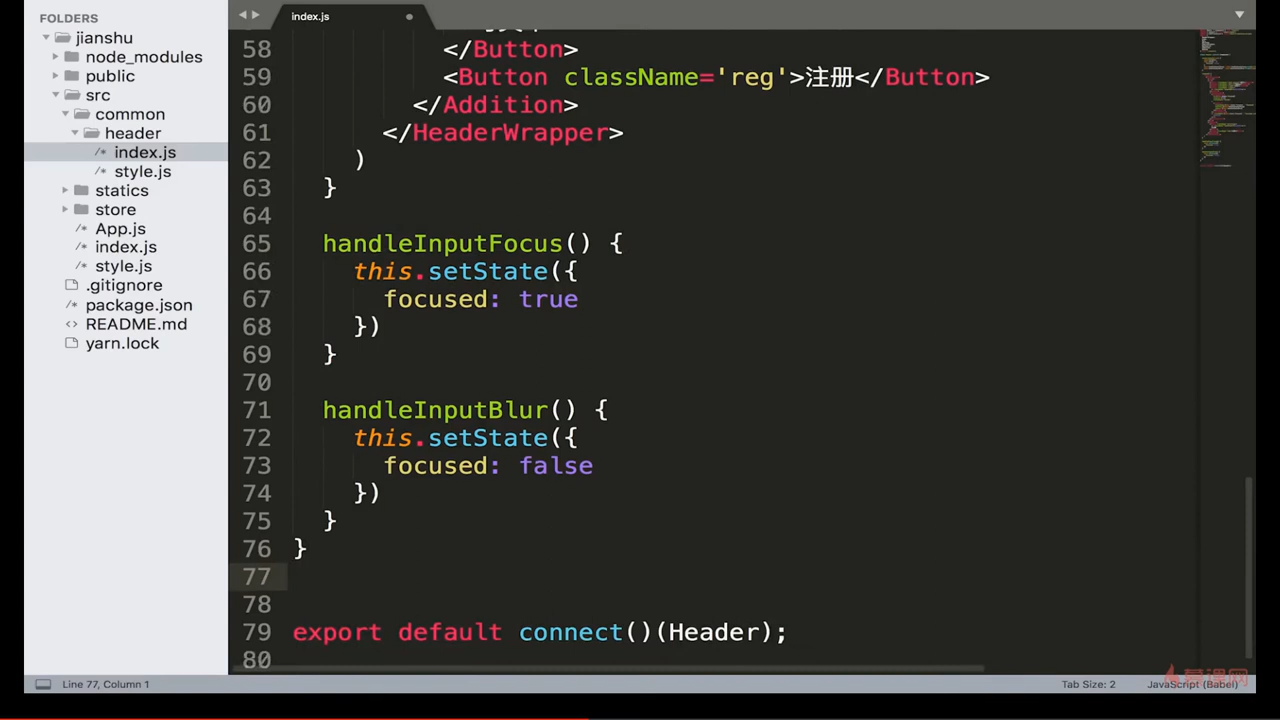 FOLDERS
jianshu
node_modules
public
src
common
header
/* index.js
/* style.js
statics
store
/* App.js
/* index.js
/* style.js
.gitignore
/* package.json
<> README.md
yarn.lock
index.js
58 </Button>
59 <Button className='reg'>注册</Button>
60 </Addition>
61 </HeaderWrapper>
62 )
63 }
64
65 handleInputFocus() {
66 this.setState({
67 focused: true
68 })
69 }
70
71 handleInputBlur() {
72 this.setState({
73 focused: false
74 })
75 }
76 }
77
78
79 export default connect()(Header);
80
Line 77, Column 1
Tab Size: 2
JavaScript (Babel)
慕课网